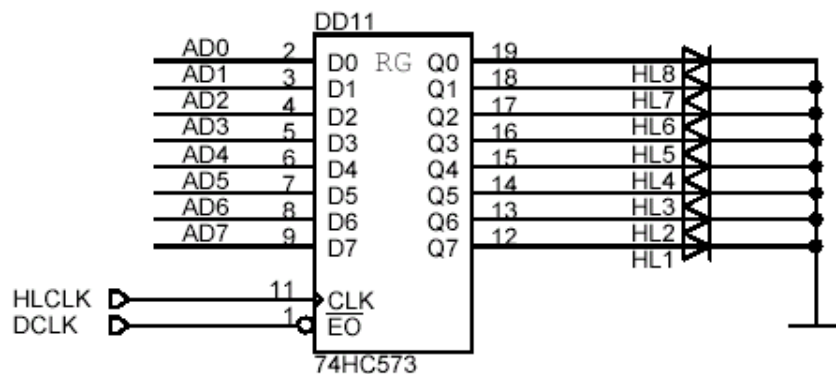 DD11
AD0 2 D0 RG Q0 19
AD1 3 D1 Q1 18 HL8
AD2 4 D2 Q2 17 HL7
AD3 5 D3 Q3 16 HL6
AD4 6 D4 Q4 15 HL5
AD5 7 D5 Q5 14 HL4
AD6 8 D6 Q6 13 HL3
AD7 9 D7 Q7 12 HL2
HL1
HLCLK 11 CLK
DCLK 1 EO
74HC573